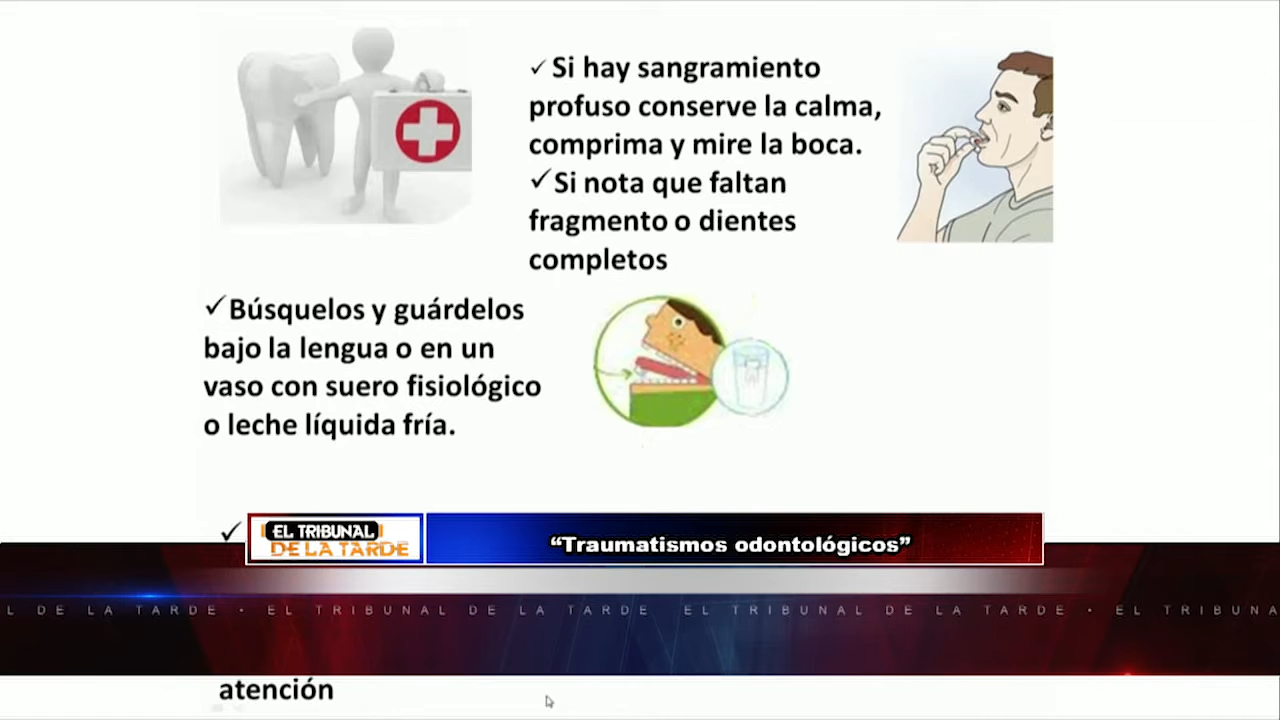 ✓ Si hay sangramiento
profuso conserve la calma,
comprima y mire la boca.
✓Si nota que faltan
fragmento o dientes
completos
✓Búsquelos y guárdelos
bajo la lengua o en un
vaso con suero fisiológico
o leche líquida fría.
✓
EL TRIBUNAL
DE LA TARDE
“Traumatismos odontológicos”
L DE LA TARDE · EL TRIBUNAL DE LA TARDE EL TRIBUNAL DE LA TARDE · EL TRIBUNA
atención